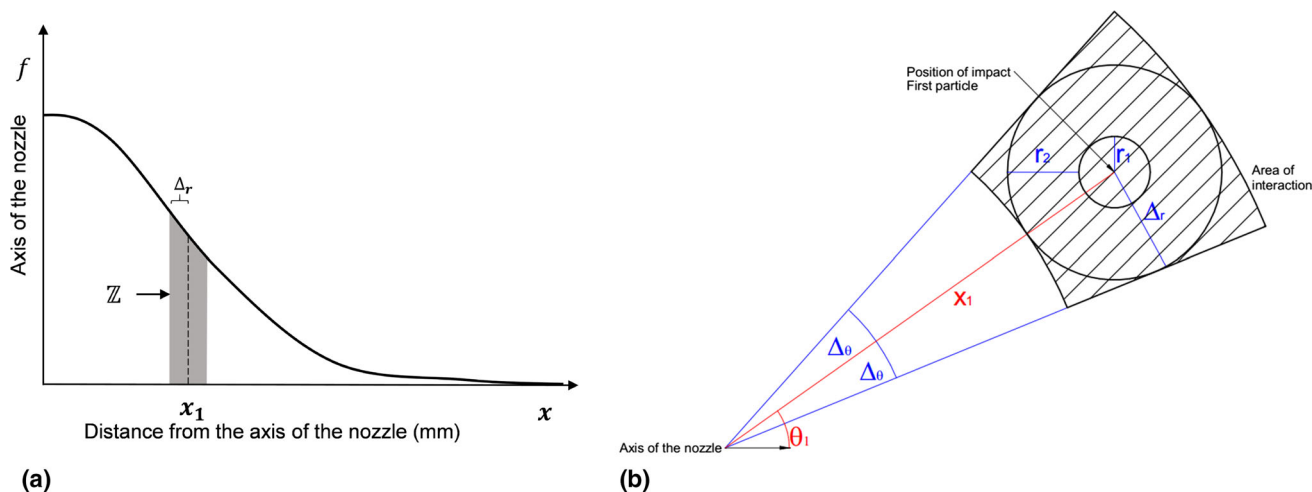 f
Axis of the nozzle
Δr
ℤ
x₁
x
Distance from the axis of the nozzle (mm)
(a)
Position of impact
First particle
r₂
r₁
Area of
interaction
Δr
x₁
Δθ
Δθ
θ₁
Axis of the nozzle
(b)